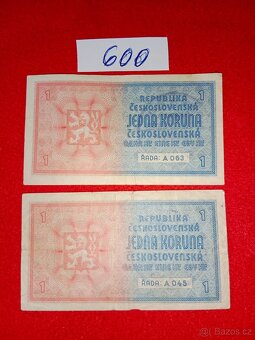 600
1
REPUBLIKA
ČESKOSLOVENSKÁ
1
JEDNA KORUNA
ČESKOSLOVENSKÁ
ŘADA: A 063
1
REPUBLIKA
ČESKOSLOVENSKÁ
1
JEDNA KORUNA
ČESKOSLOVENSKÁ
ŘADA: A 045
Bazoš.cz